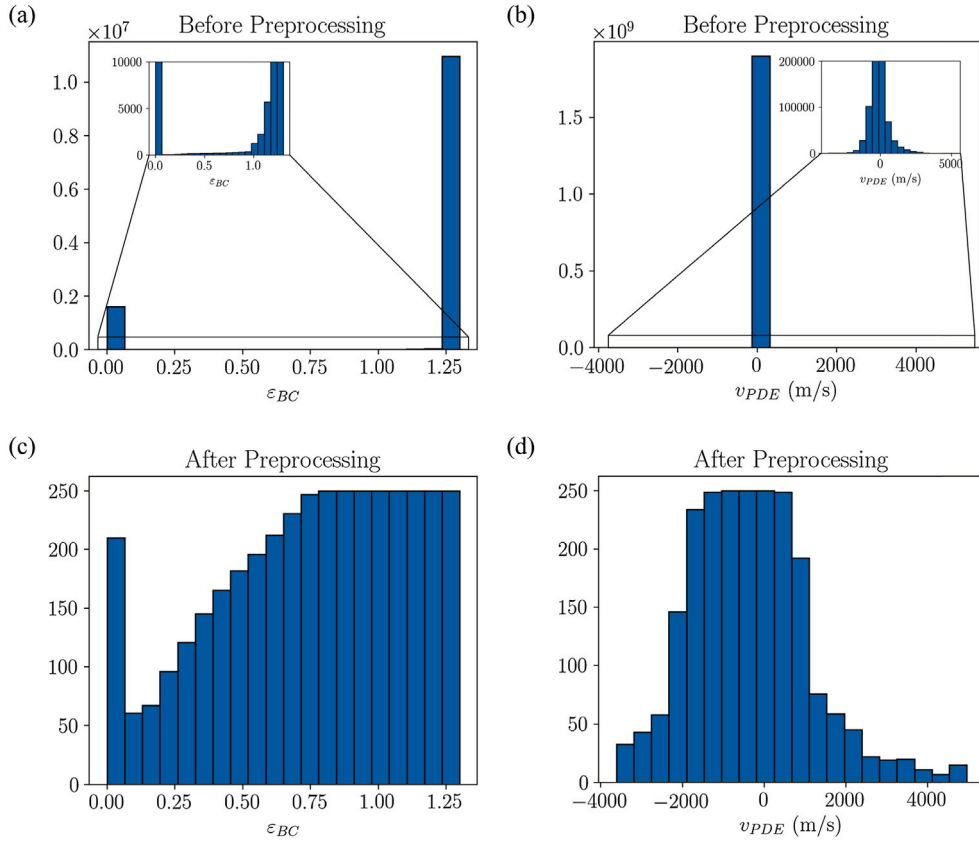 (a)
Before Preprocessing
×10⁷
1.0
0.8
0.6
0.4
0.2
0.0
0.00 0.25 0.50 0.75 1.00 1.25
ε_BC
10000
5000
0
0.0 0.5 1.0
ε_BC
(b)
Before Preprocessing
×10⁹
1.5
1.0
0.5
0.0
−4000 −2000 0 2000 4000
v_PDE (m/s)
200000
100000
0
0 5000
v_PDE (m/s)
(c)
After Preprocessing
250
200
150
100
50
0
0.00 0.25 0.50 0.75 1.00 1.25
ε_BC
(d)
After Preprocessing
250
200
150
100
50
0
−4000 −2000 0 2000 4000
v_PDE (m/s)